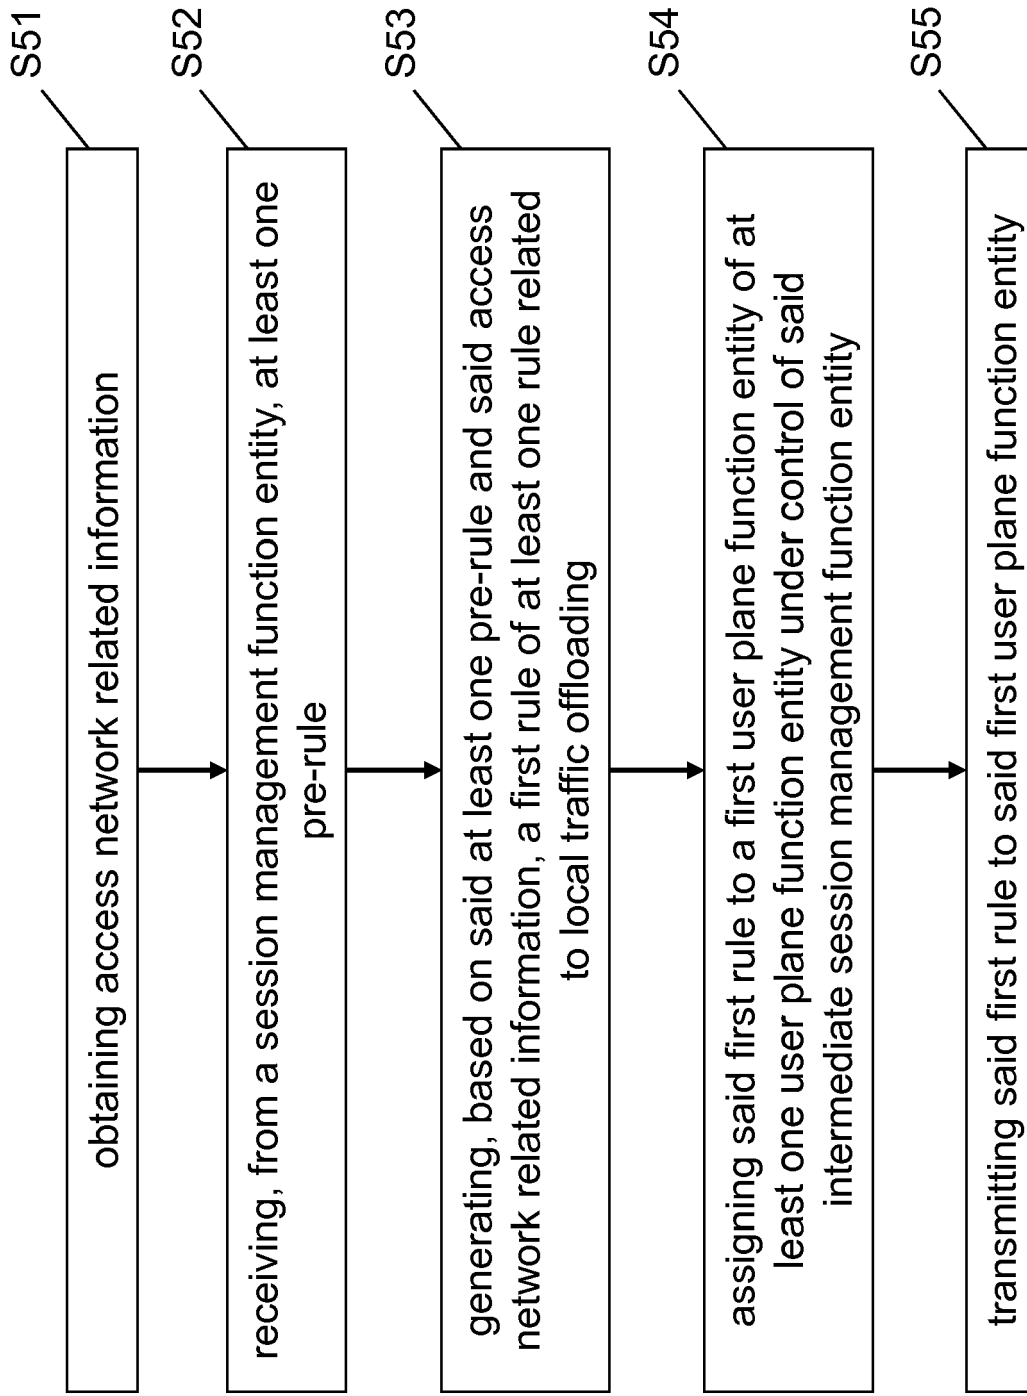 S51
obtaining access network related information
S52
receiving, from a session management function entity, at least one
pre-rule
S53
generating, based on said at least one pre-rule and said access
network related information, a first rule of at least one rule related
to local traffic offloading
S54
assigning said first rule to a first user plane function entity of at
least one user plane function entity under control of said
intermediate session management function entity
S55
transmitting said first rule to said first user plane function entity